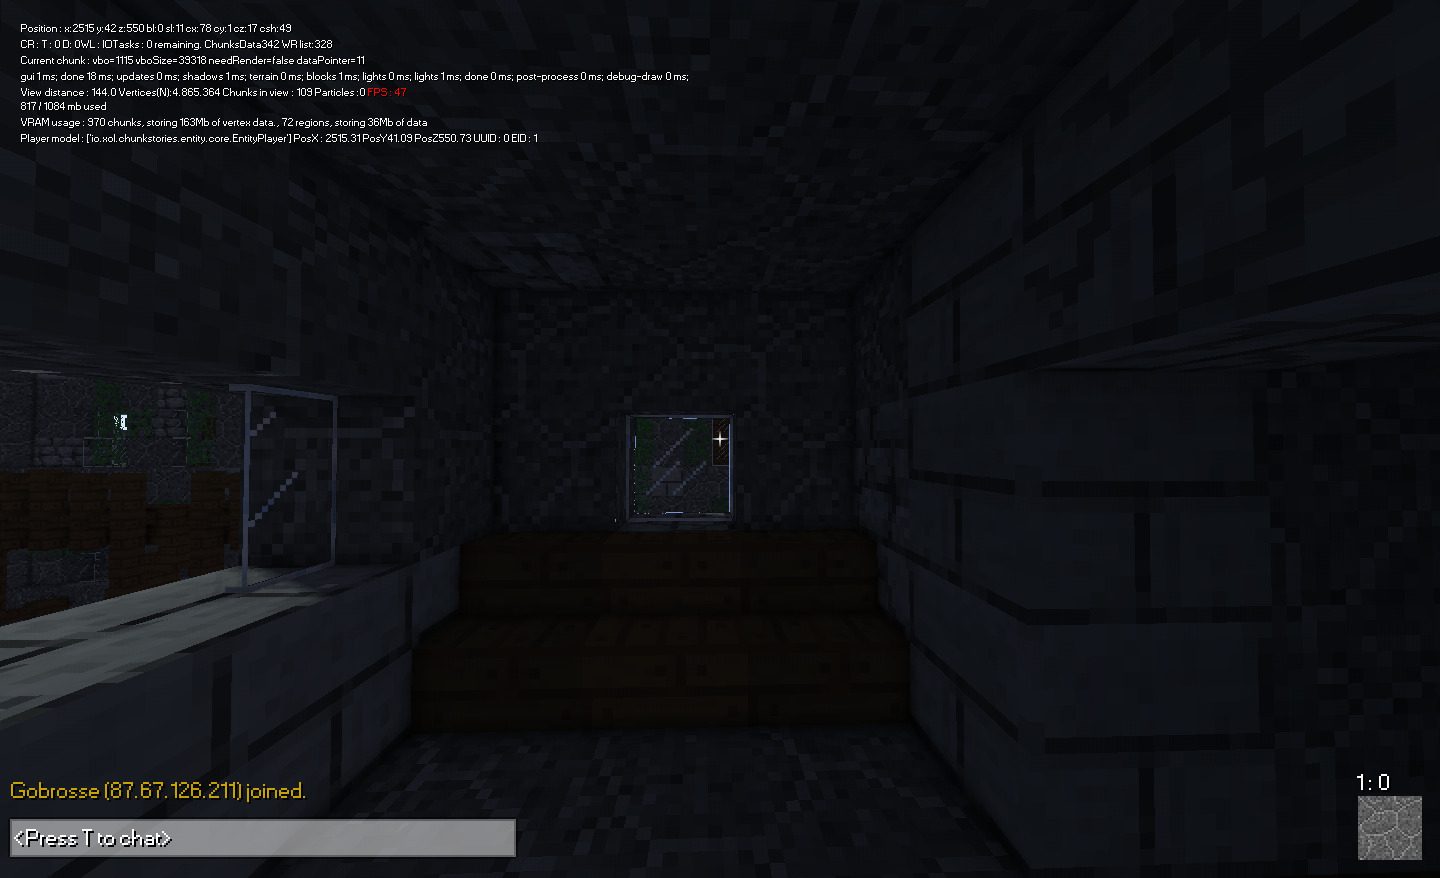 Position : x:2515 y:42 z:550 bl:0 sl:11 cx:78 cy:1 cz:17 csh:49
CR : T : 0 D: 0WL : IOTasks : 0 remaining. ChunksData342 WR list:328
Current chunk : vbo=1115 vboSize=39318 needRender=false dataPointer=11
gui 1 ms; done 18 ms; updates 0 ms; shadows 1 ms; terrain 0 ms; blocks 1 ms; lights 0 ms; lights 1 ms; done 0 ms; post-process 0 ms; debug-draw 0 ms;
View distance : 144.0 Vertices(N):4.865.364 Chunks in view : 109 Particles :0 FPS : 47
817 / 1084 mb used
VRAM usage : 970 chunks, storing 163Mb of vertex data., 72 regions, storing 36Mb of data
Player model : ['io.xol.chunkstories.entity.core.EntityPlayer'] PosX : 2515.31 PosY41.09 PosZ550.73 UUID : 0 EID : 1
Gobrosse (87.67.126.211) joined.
<Press T to chat>
1 : 0